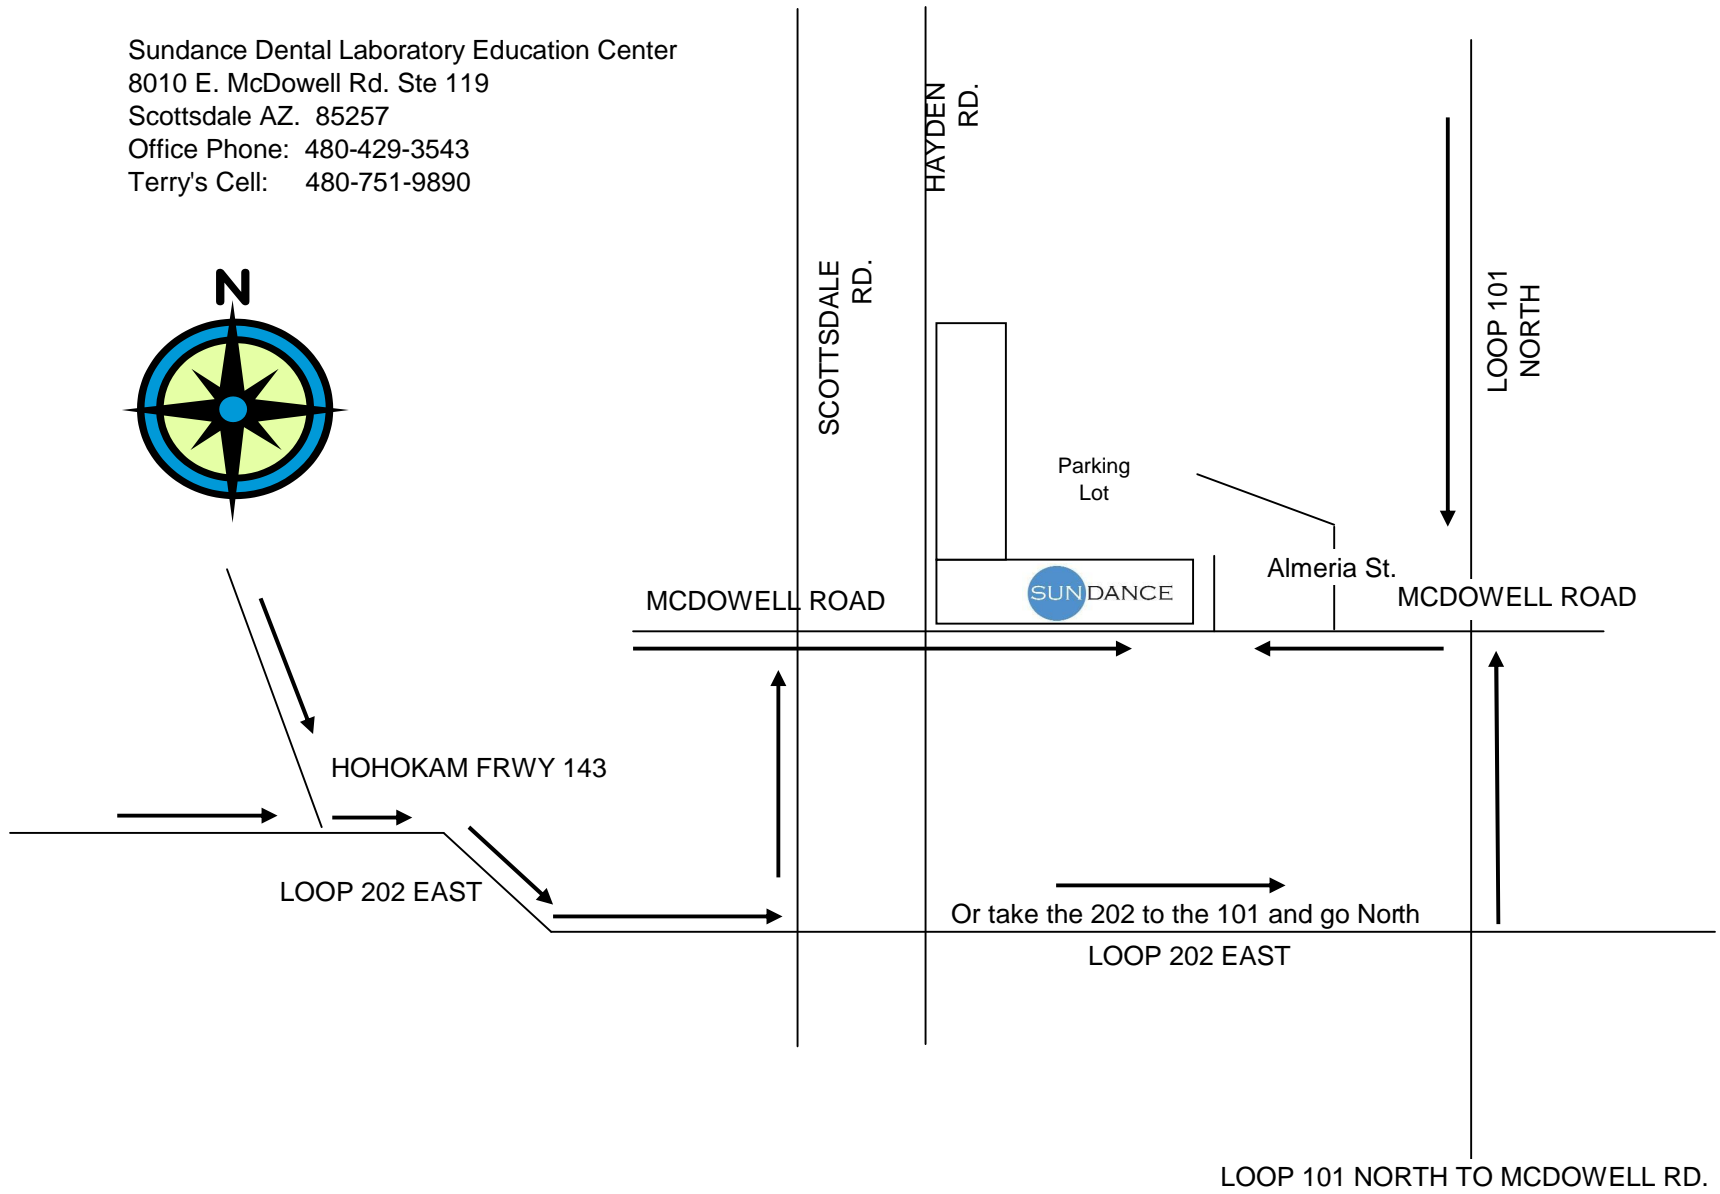 Sundance Dental Laboratory Education Center
8010 E. McDowell Rd. Ste 119
Scottsdale AZ. 85257
Office Phone: 480-429-3543
Terry's Cell: 480-751-9890
N
SCOTTSDALE
RD.
HAYDEN
RD.
LOOP 101
NORTH
Parking
Lot
Almeria St.
MCDOWELL ROAD
SUNDANCE
MCDOWELL ROAD
HOHOKAM FRWY 143
LOOP 202 EAST
Or take the 202 to the 101 and go North
LOOP 202 EAST
LOOP 101 NORTH TO MCDOWELL RD.